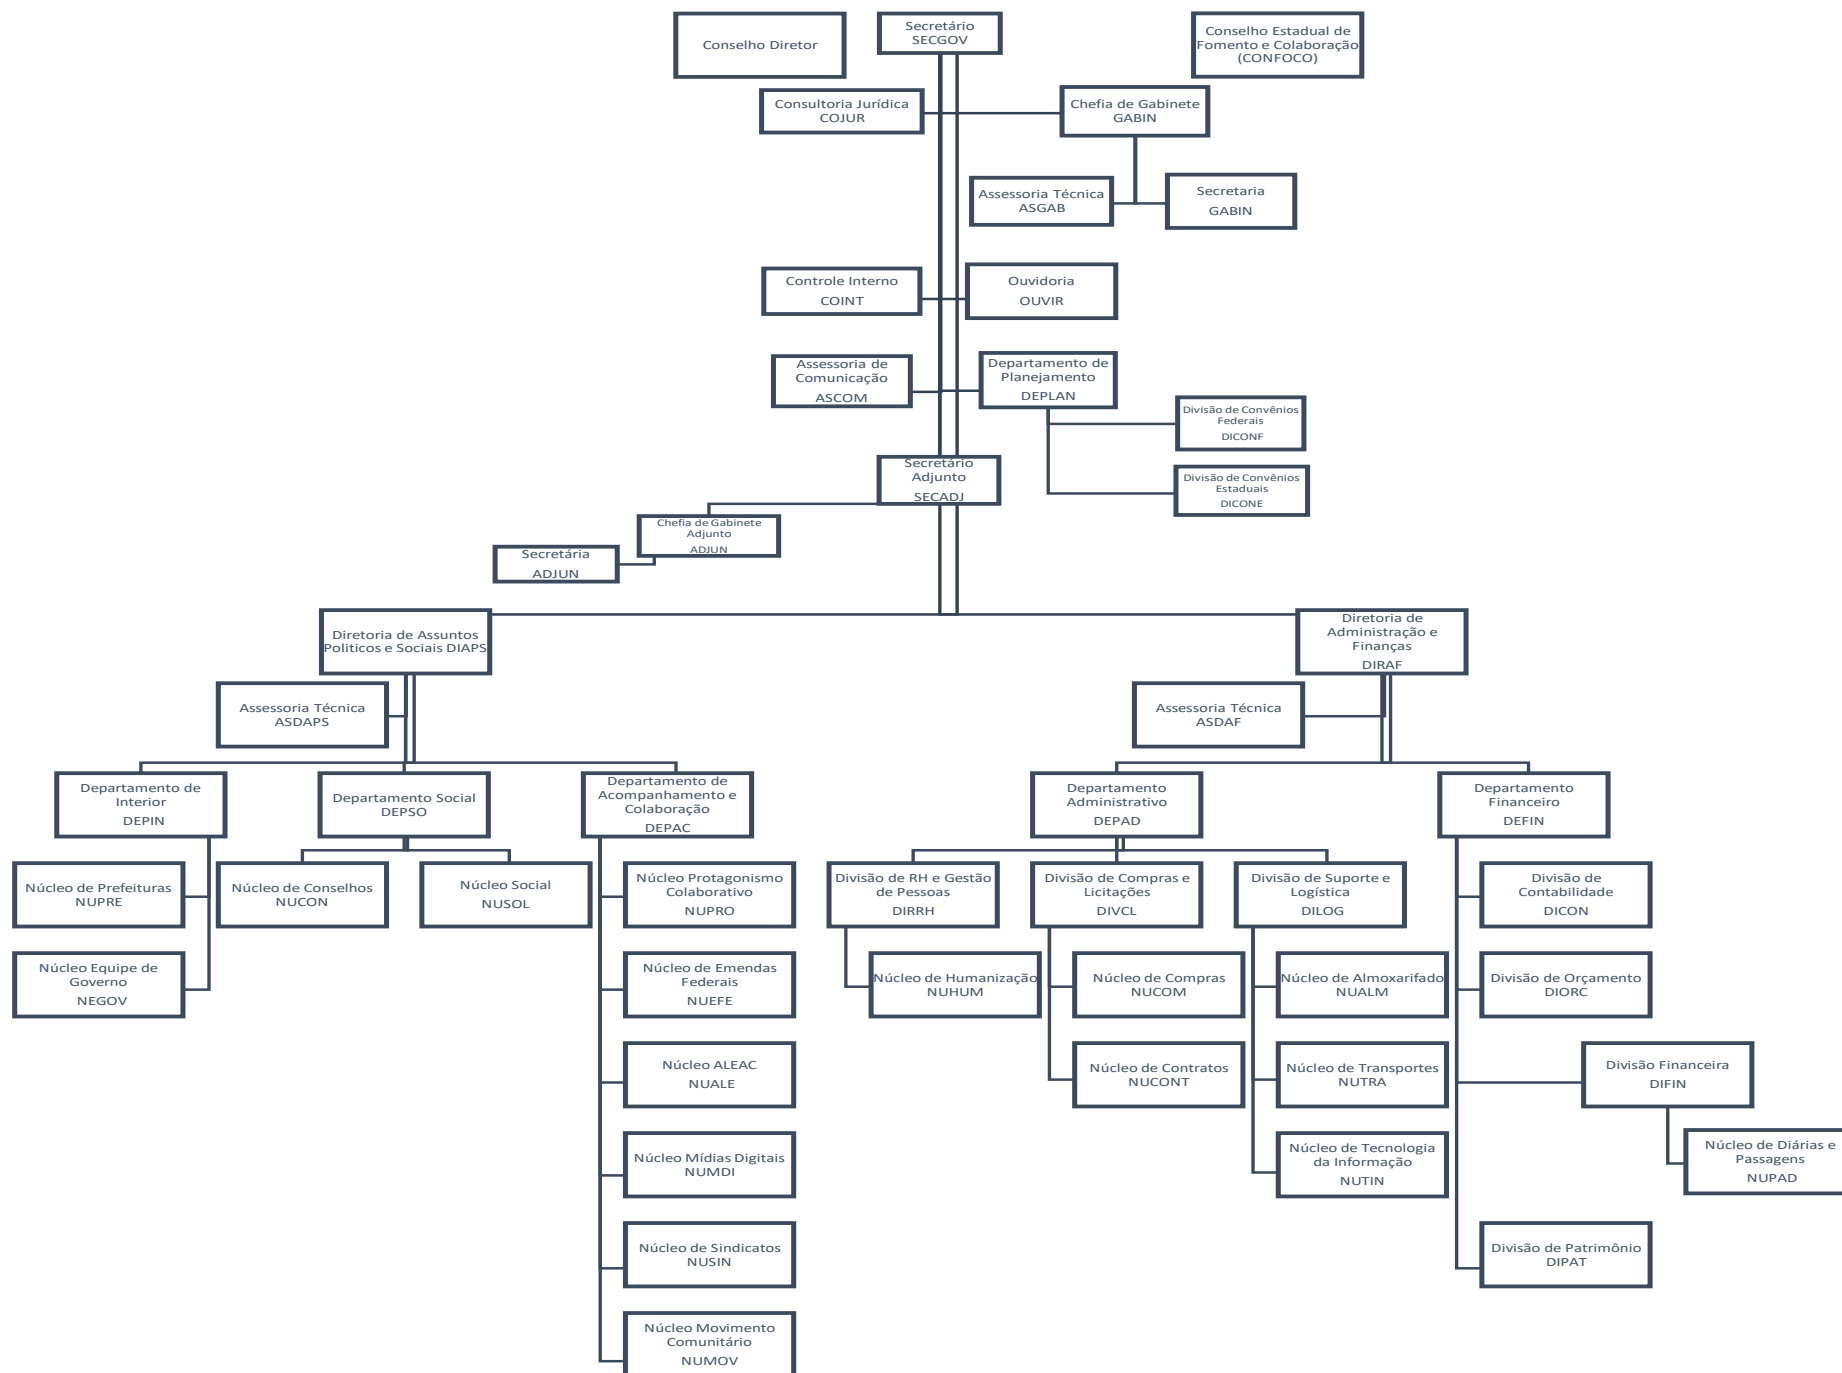 Conselho Diretor
Secretário
SECGOV
Conselho Estadual de
Fomento e Colaboração
(CONFOCO)
Consultoria Jurídica
COJUR
Chefia de Gabinete
GABIN
Assessoria Técnica
ASGAB
Secretaria
GABIN
Controle Interno
COINT
Ouvidoria
OUVIR
Assessoria de
Comunicação
ASCOM
Departamento de
Planejamento
DEPLAN
Divisão de Convênios
Federais
DICONF
Secretário
Adjunto
SECADJ
Divisão de Convênios
Estaduais
DICONE
Chefia de Gabinete
Adjunto
ADJUN
Secretária
ADJUN
Diretoria de Assuntos
Politicos e Sociais DIAPS
Diretoria de
Administração e
Finanças
DIRAF
Assessoria Técnica
ASDAPS
Assessoria Técnica
ASDAF
Departamento de
Interior
DEPIN
Departamento Social
DEPSO
Departamento de
Acompanhamento e
Colaboração
DEPAC
Departamento
Administrativo
DEPAD
Departamento
Financeiro
DEFIN
Núcleo de Prefeituras
NUPRE
Núcleo de Conselhos
NUCON
Núcleo Social
NUSOL
Núcleo Protagonismo
Colaborativo
NUPRO
Divisão de RH e Gestão
de Pessoas
DIRRH
Divisão de Compras e
Licitações
DIVCL
Divisão de Suporte e
Logística
DILOG
Divisão de
Contabilidade
DICON
Núcleo Equipe de
Governo
NEGOV
Núcleo de Emendas
Federais
NUEFE
Núcleo de Humanização
NUHUM
Núcleo de Compras
NUCOM
Núcleo de Almoxarifado
NUALM
Divisão de Orçamento
DIORC
Núcleo ALEAC
NUALE
Núcleo de Contratos
NUCONT
Núcleo de Transportes
NUTRA
Divisão Financeira
DIFIN
Núcleo Mídias Digitais
NUMDI
Núcleo de Tecnologia
da Informação
NUTIN
Núcleo de Diárias e
Passagens
NUPAD
Núcleo de Sindicatos
NUSIN
Divisão de Patrimônio
DIPAT
Núcleo Movimento
Comunitário
NUMOV